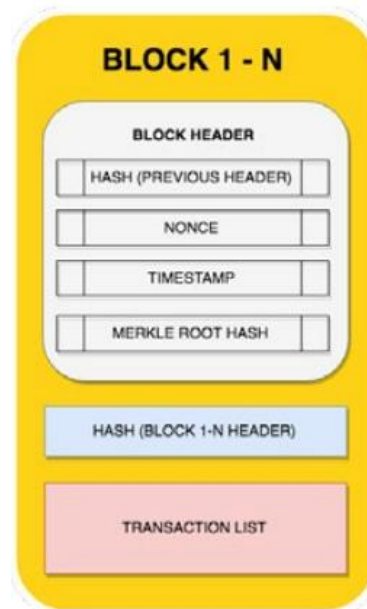 BLOCK 1 - N
BLOCK HEADER
HASH (PREVIOUS HEADER)
NONCE
TIMESTAMP
MERKLE ROOT HASH
HASH (BLOCK 1-N HEADER)
TRANSACTION LIST